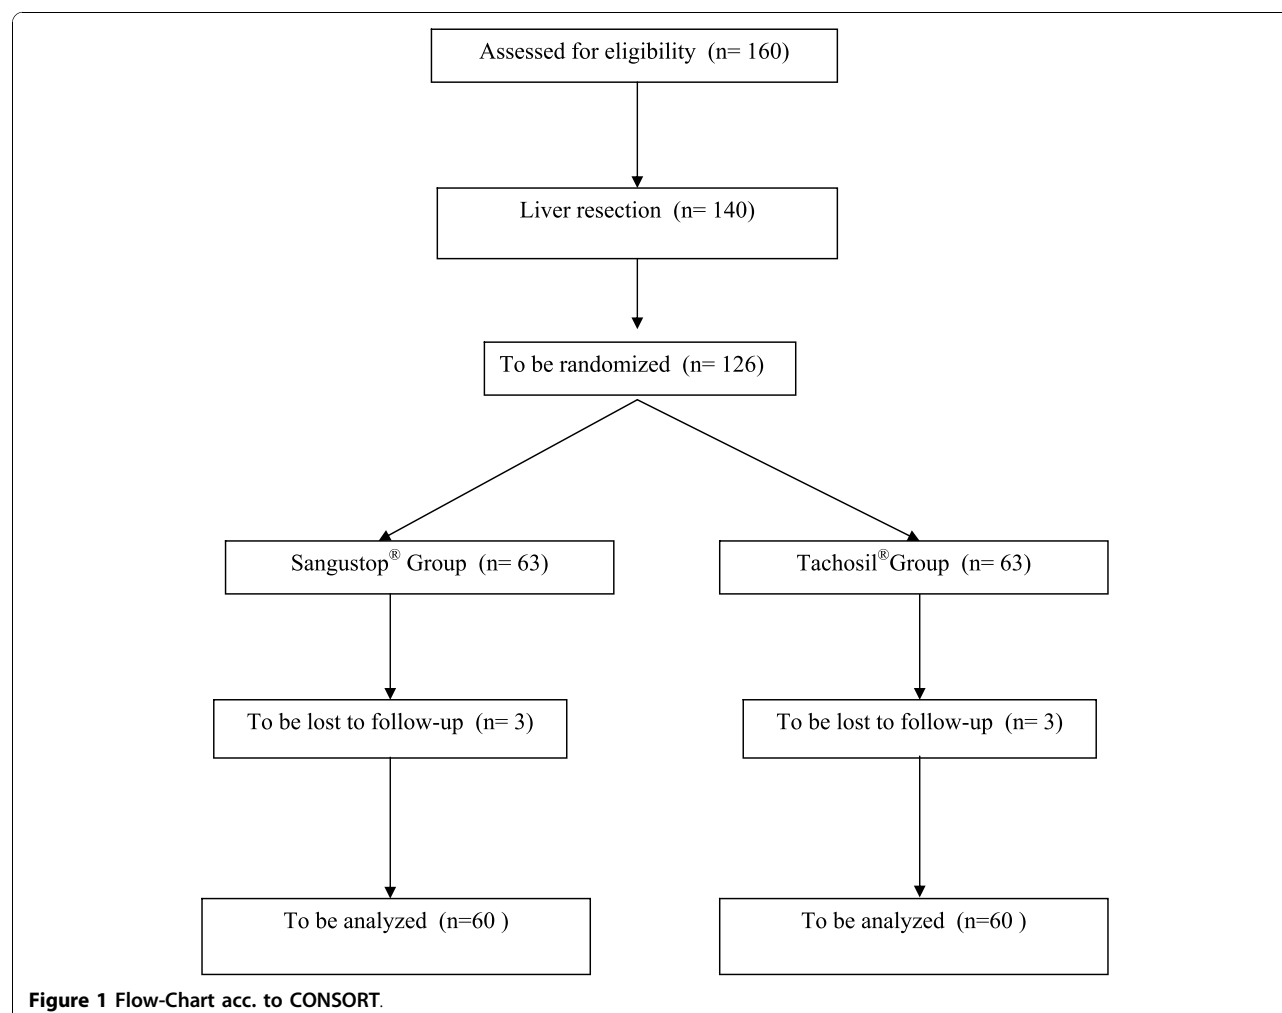 Assessed for eligibility (n= 160)
Liver resection (n= 140)
To be randomized (n= 126)
Sangustop® Group (n= 63)
Tachosil®Group (n= 63)
To be lost to follow-up (n= 3)
To be lost to follow-up (n= 3)
To be analyzed (n=60 )
To be analyzed (n=60 )
Figure 1 Flow-Chart acc. to CONSORT.